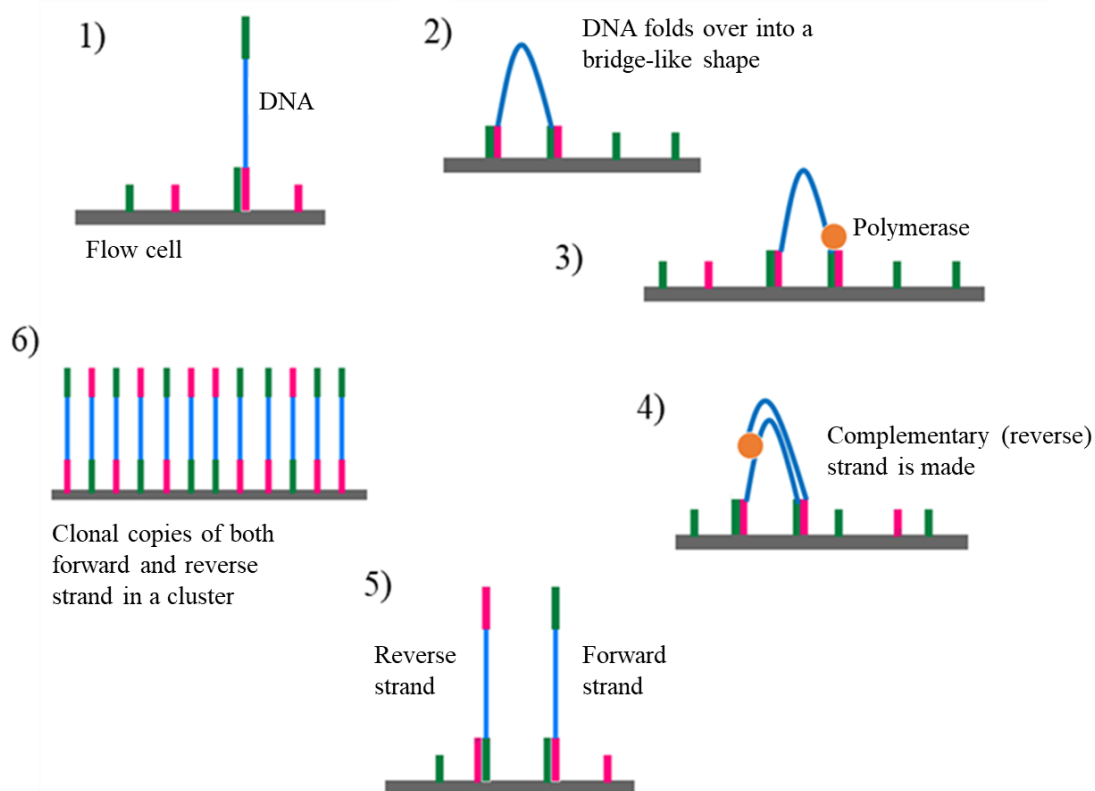 1)
DNA
Flow cell
2)
DNA folds over into a
bridge-like shape
3)
Polymerase
4)
Complementary (reverse)
strand is made
5)
Reverse
strand
Forward
strand
6)
Clonal copies of both
forward and reverse
strand in a cluster